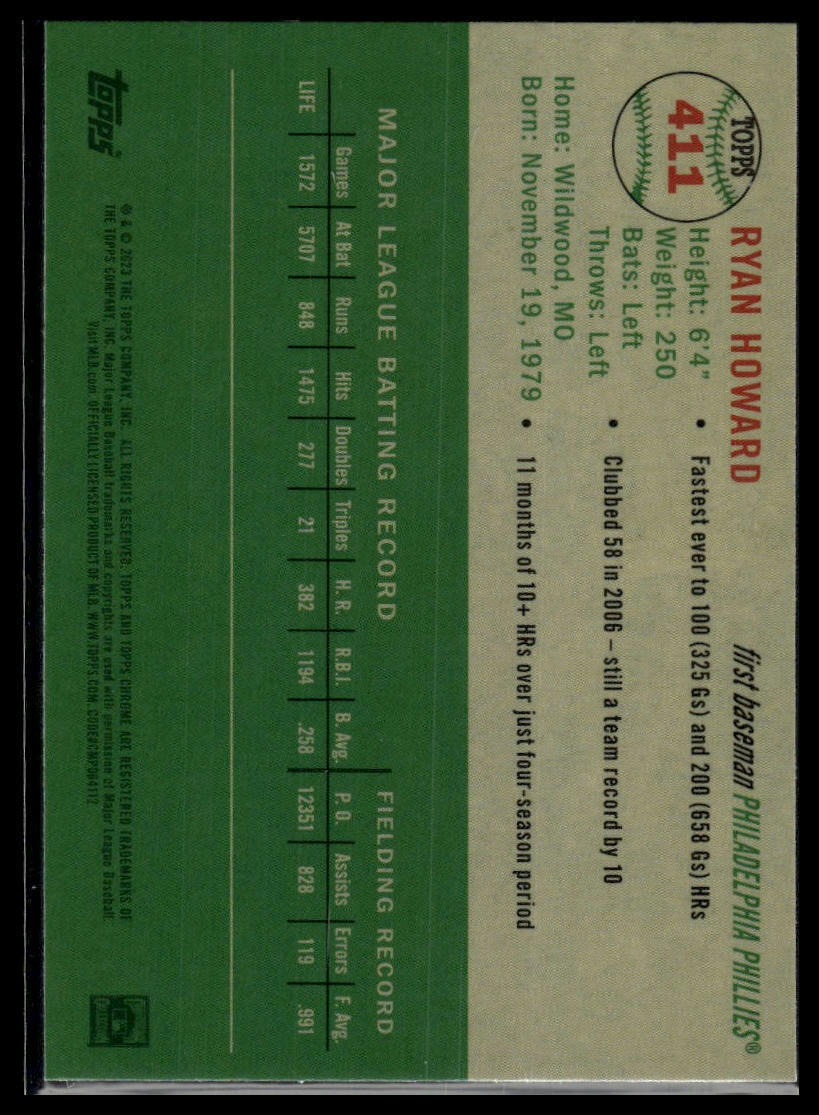 TOPPS
411
RYAN HOWARD
first baseman PHILADELPHIA PHILLIES®
Height: 6'4"
Weight: 250
Bats: Left
Throws: Left
Home: Wildwood, MO
Born: November 19, 1979
• Fastest ever to 100 (325 Gs) and 200 (658 Gs) HRs
• Clubbed 58 in 2006 – still a team record by 10
• 11 months of 10+ HRs over just four-season period
MAJOR LEAGUE BATTING RECORD FIELDING RECORD
Games At Bat Runs Hits Doubles Triples H. R. R.B.I. B. Avg. P. O. Assists Errors F. Avg.
LIFE 1572 5707 848 1475 277 21 382 1194 .258 12351 828 119 .991
topps
® & © 2023 THE TOPPS COMPANY, INC. ALL RIGHTS RESERVED. TOPPS AND TOPPS CHROME ARE REGISTERED TRADEMARKS OF
THE TOPPS COMPANY, INC. Major League Baseball trademarks and copyrights are used with permission of Major League Baseball.
Visit MLB.com. OFFICIALLY LICENSED PRODUCT OF MLB. WWW.TOPPS.COM CODE#CMP064112